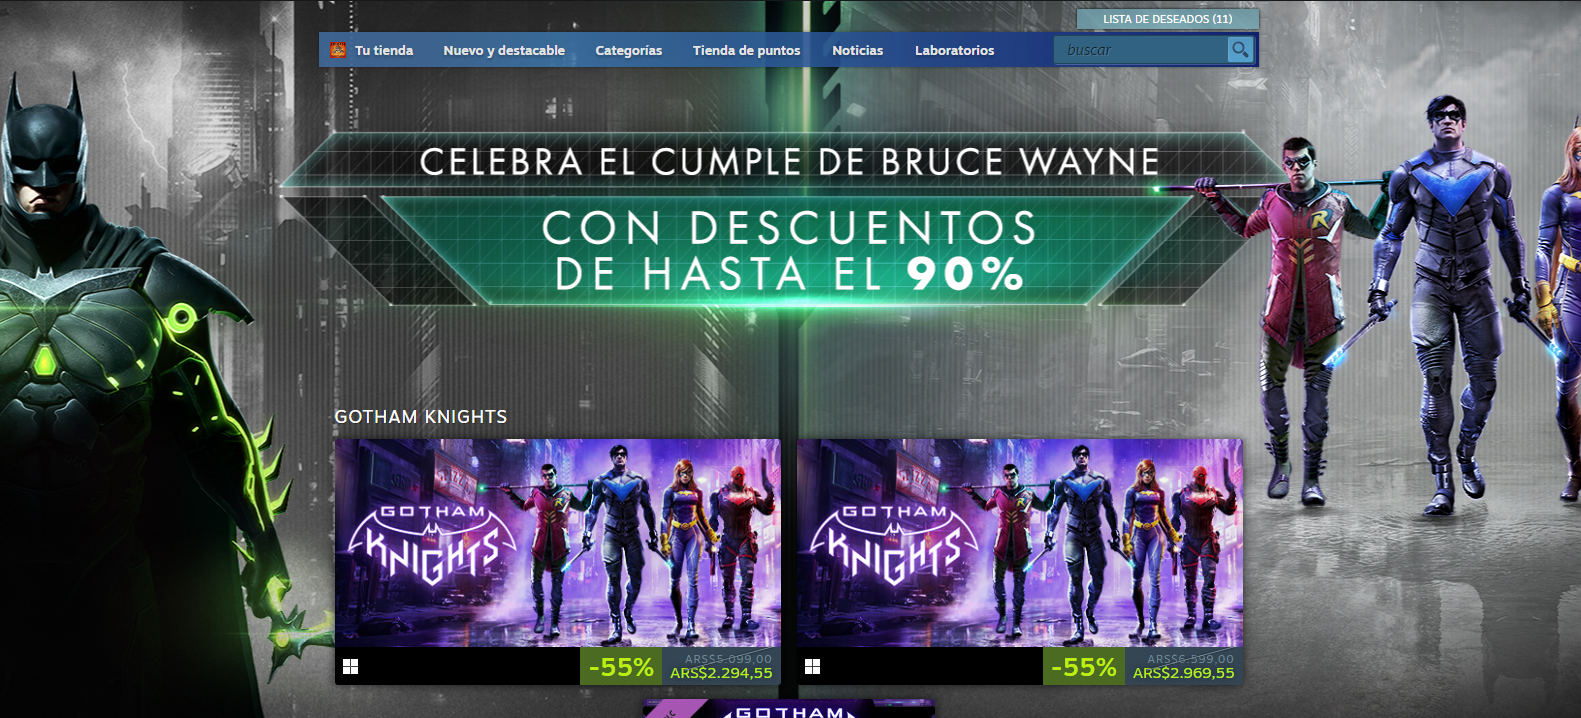 LISTA DE DESEADOS (11)
Tu tienda Nuevo y destacable Categorías Tienda de puntos Noticias Laboratorios buscar
CELEBRA EL CUMPLE DE BRUCE WAYNE
CON DESCUENTOS
DE HASTA EL 90%
GOTHAM KNIGHTS
GOTHAM
KNIGHTS
GOTHAM
KNIGHTS
-55% ARS$5.099,00
ARS$2.294,55
-55% ARS$6.599,00
ARS$2.969,55
GOTHAM